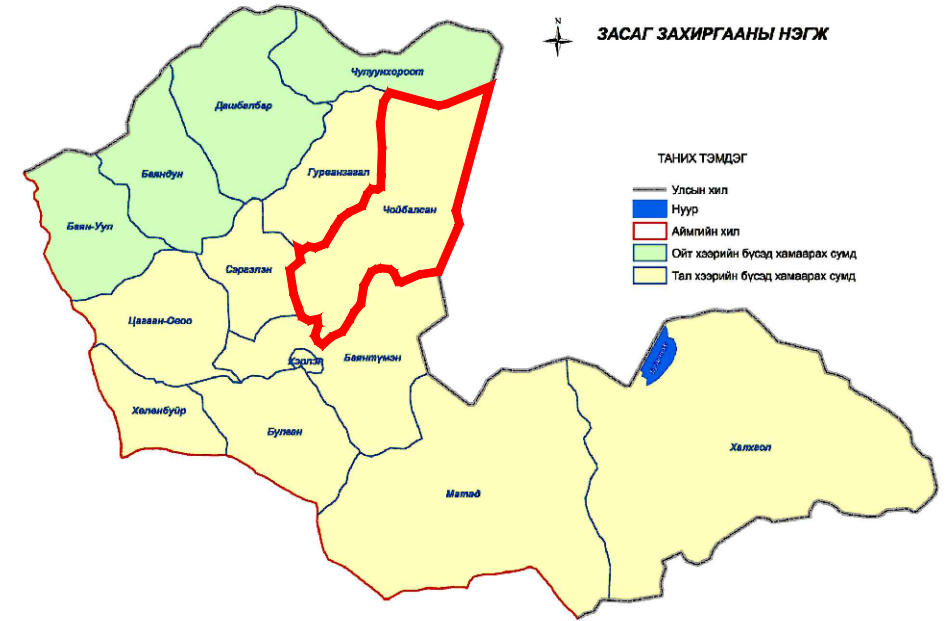 N
ЗАСАГ ЗАХИРГААНЫ НЭГЖ
Чулуунхороот
Дашбалбар
ТАНИХ ТЭМДЭГ
Баяндун
Гурванзагал
Улсын хил
Чойбалсан
Нуур
Баян-Уул
Аймгийн хил
Ойт хээрийн бүсэд хамаарах сумд
Сэргэлэн
Тал хээрийн бүсэд хамаарах сумд
Цагаан-Овоо
Баянтүмэн
Хэрлэн
Хөлөнбуйр
Булган
Халхгол
Матад